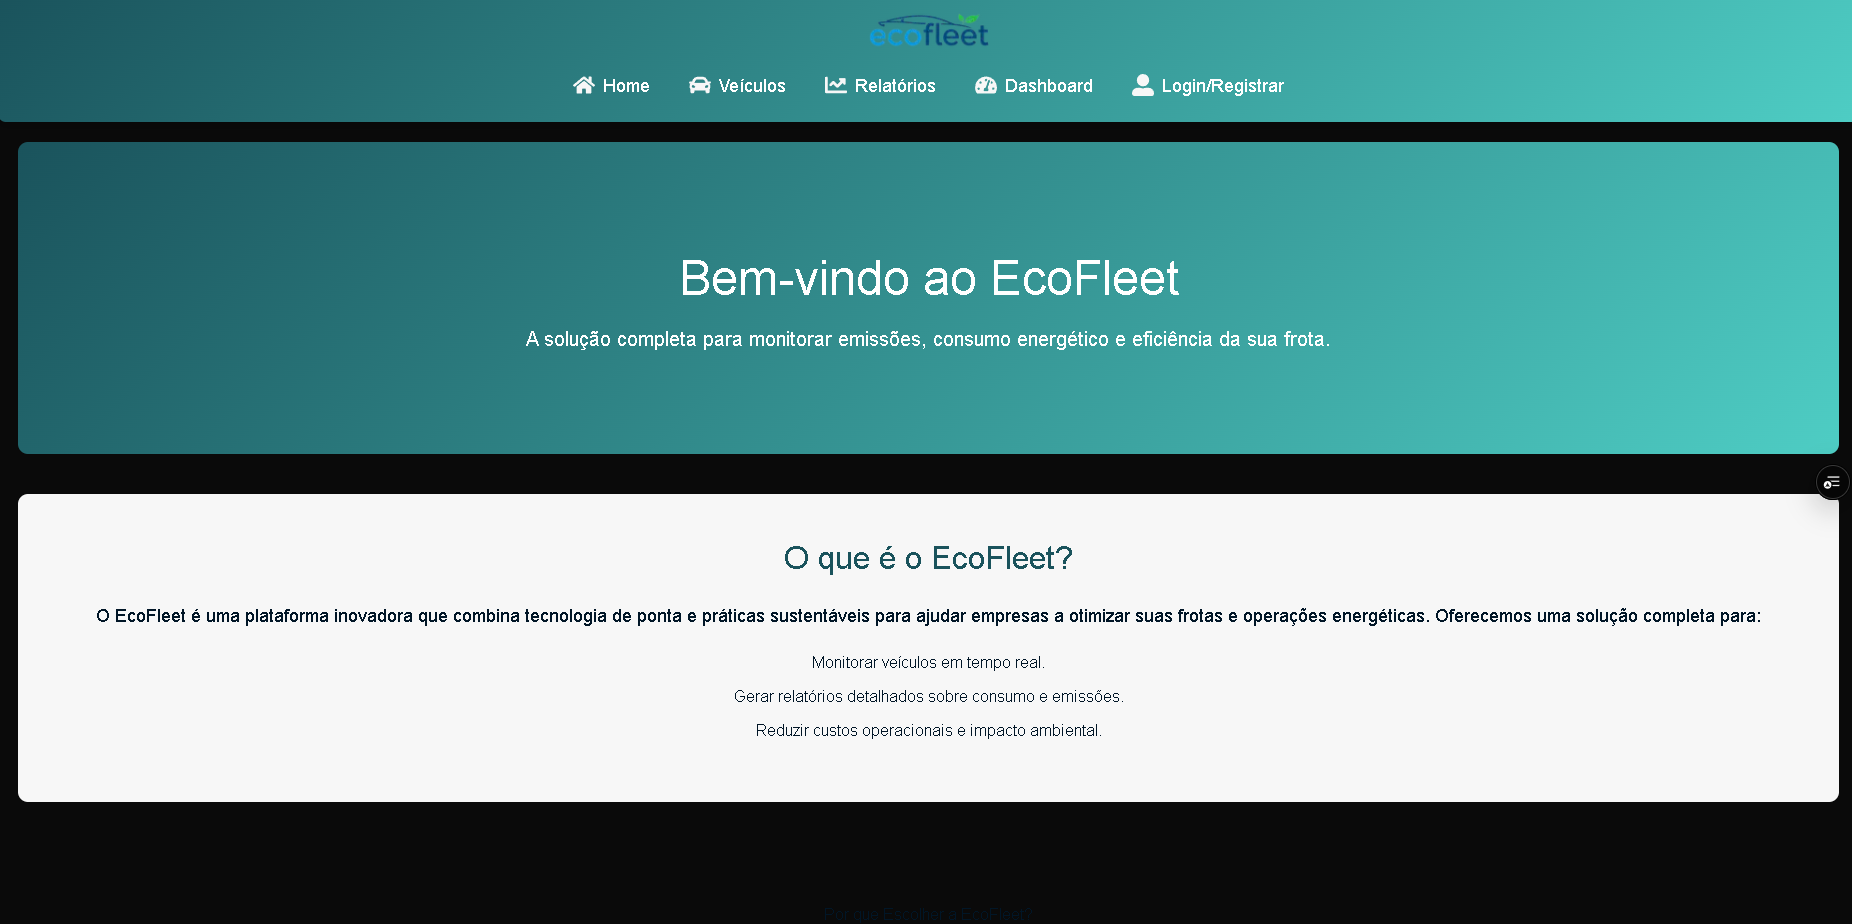 ecofleet
Home Veículos Relatórios Dashboard Login/Registrar
Bem-vindo ao EcoFleet
A solução completa para monitorar emissões, consumo energético e eficiência da sua frota.
O que é o EcoFleet?
O EcoFleet é uma plataforma inovadora que combina tecnologia de ponta e práticas sustentáveis para ajudar empresas a otimizar suas frotas e operações energéticas. Oferecemos uma solução completa para:
Monitorar veículos em tempo real.
Gerar relatórios detalhados sobre consumo e emissões.
Reduzir custos operacionais e impacto ambiental.
Por que Escolher a EcoFleet?